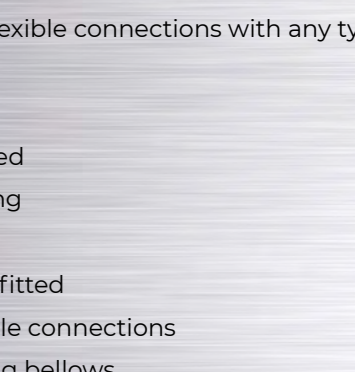 exible connections with any ty
ed
ng
fitted
le connections
g bellows